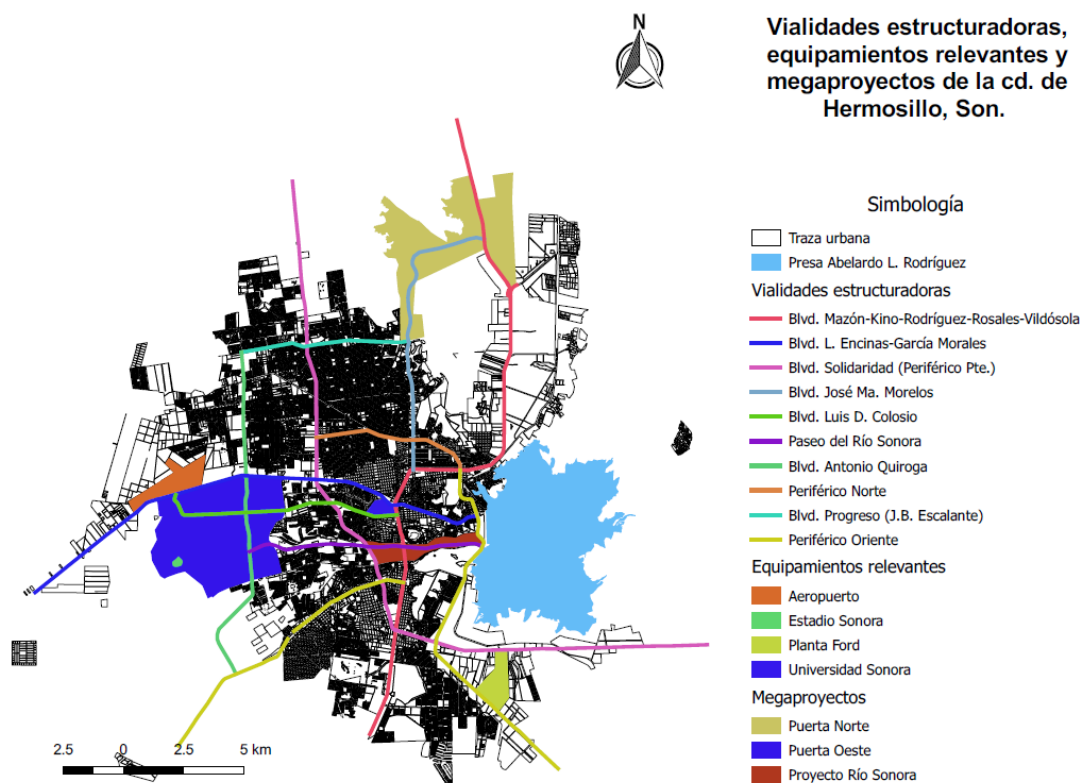 N
Vialidades estructuradoras,
equipamientos relevantes y
megaproyectos de la cd. de
Hermosillo, Son.
Simbología
Traza urbana
Presa Abelardo L. Rodríguez
Vialidades estructuradoras
Blvd. Mazón-Kino-Rodríguez-Rosales-Vildósola
Blvd. L. Encinas-García Morales
Blvd. Solidaridad (Periférico Pte.)
Blvd. José Ma. Morelos
Blvd. Luis D. Colosio
Paseo del Río Sonora
Blvd. Antonio Quiroga
Periférico Norte
Blvd. Progreso (J.B. Escalante)
Periférico Oriente
Equipamientos relevantes
Aeropuerto
Estadio Sonora
Planta Ford
Universidad Sonora
Megaproyectos
Puerta Norte
Puerta Oeste
Proyecto Río Sonora
2.5 0 2.5 5 km